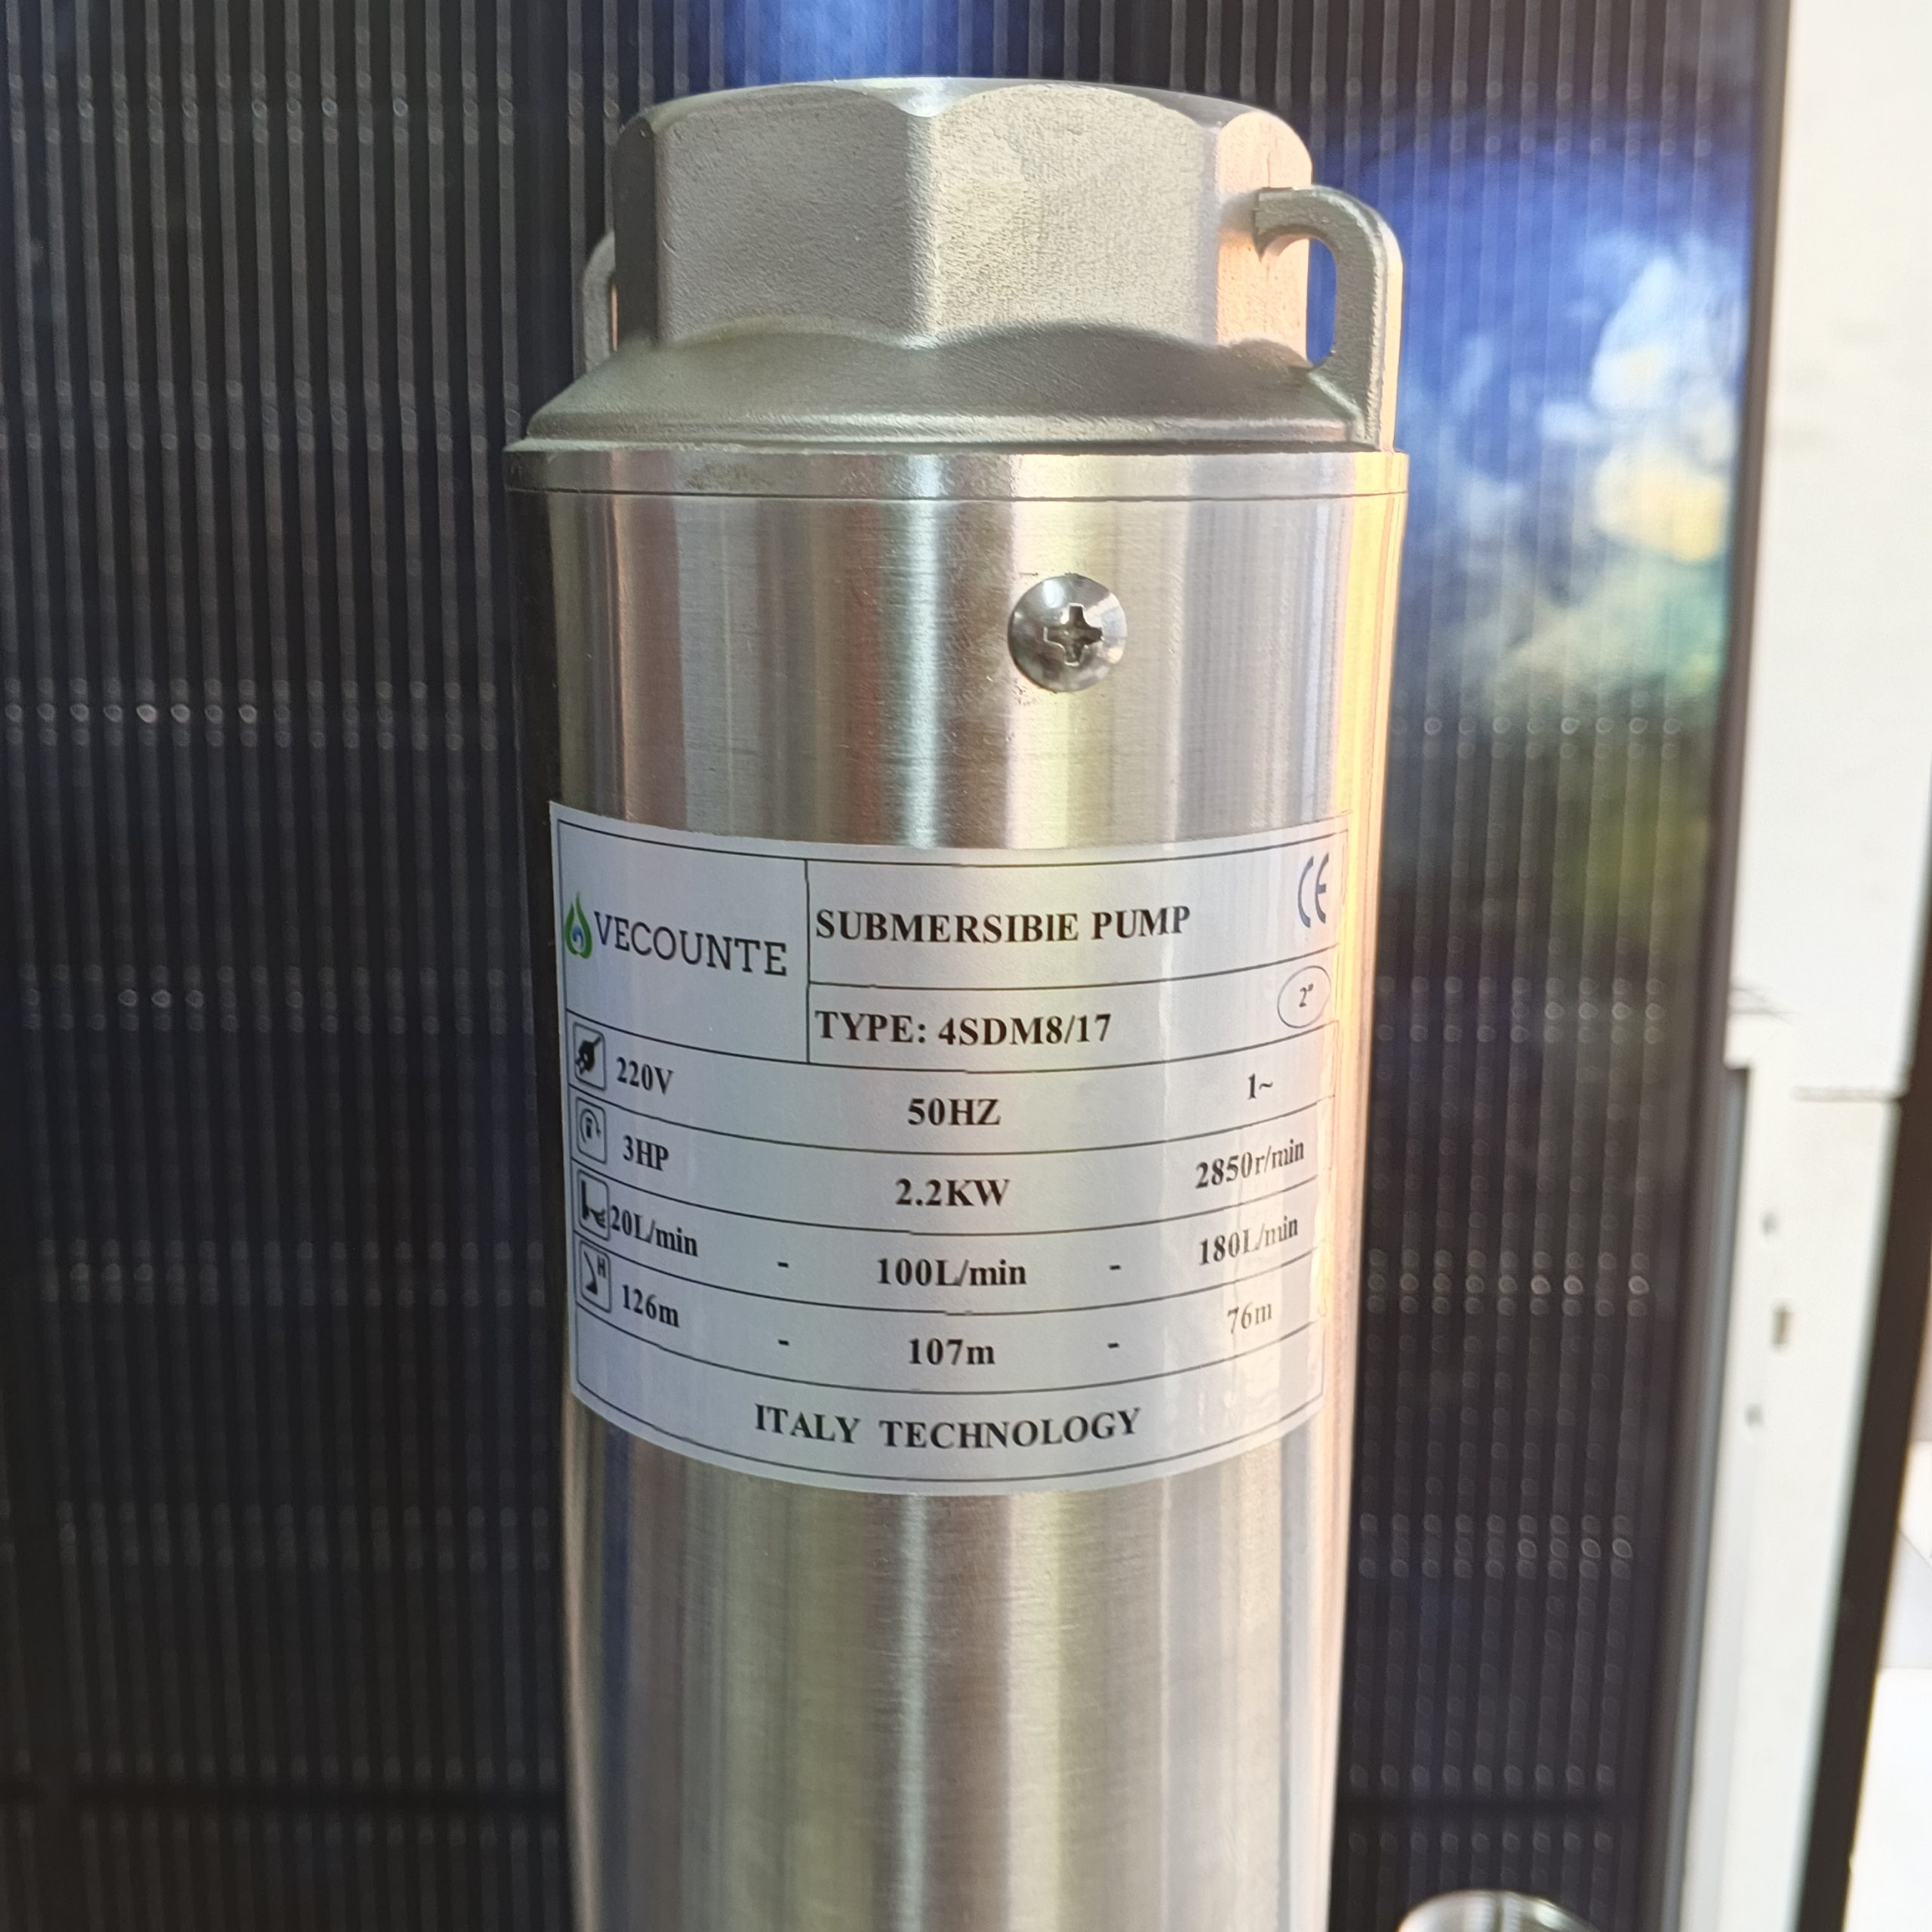 VECOUNTE
SUBMERSIBlE PUMP
CE
TYPE: 4SDM8/17
2"
220V 50HZ 1~
3HP 2.2KW 2850r/min
20L/min - 100L/min - 180L/min
H
126m - 107m - 76m
ITALY TECHNOLOGY